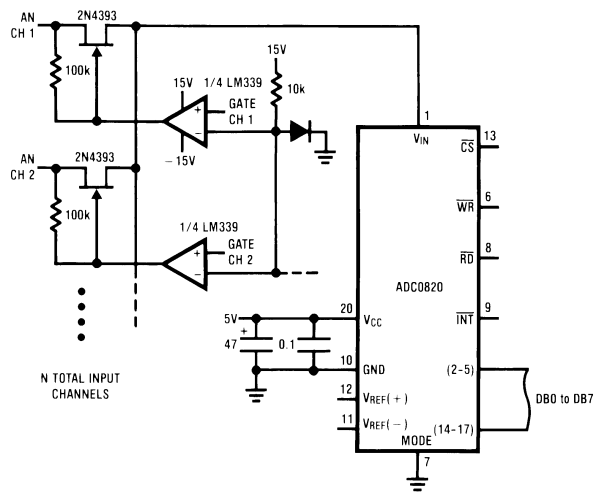 AN
CH 1
2N4393
100k
15V
1/4 LM339
+
GATE
CH 1
−
−15V
15V
10k
AN
CH 2
2N4393
100k
1/4 LM339
+
GATE
CH 2
−
N TOTAL INPUT
CHANNELS
5V
+
47
0.1
1
VIN
13
CS
6
WR
8
RD
ADC0820
9
INT
20
VCC
10
GND
12
VREF(+)
11
VREF(−)
(2-5)
DB0 to DB7
(14-17)
MODE
7